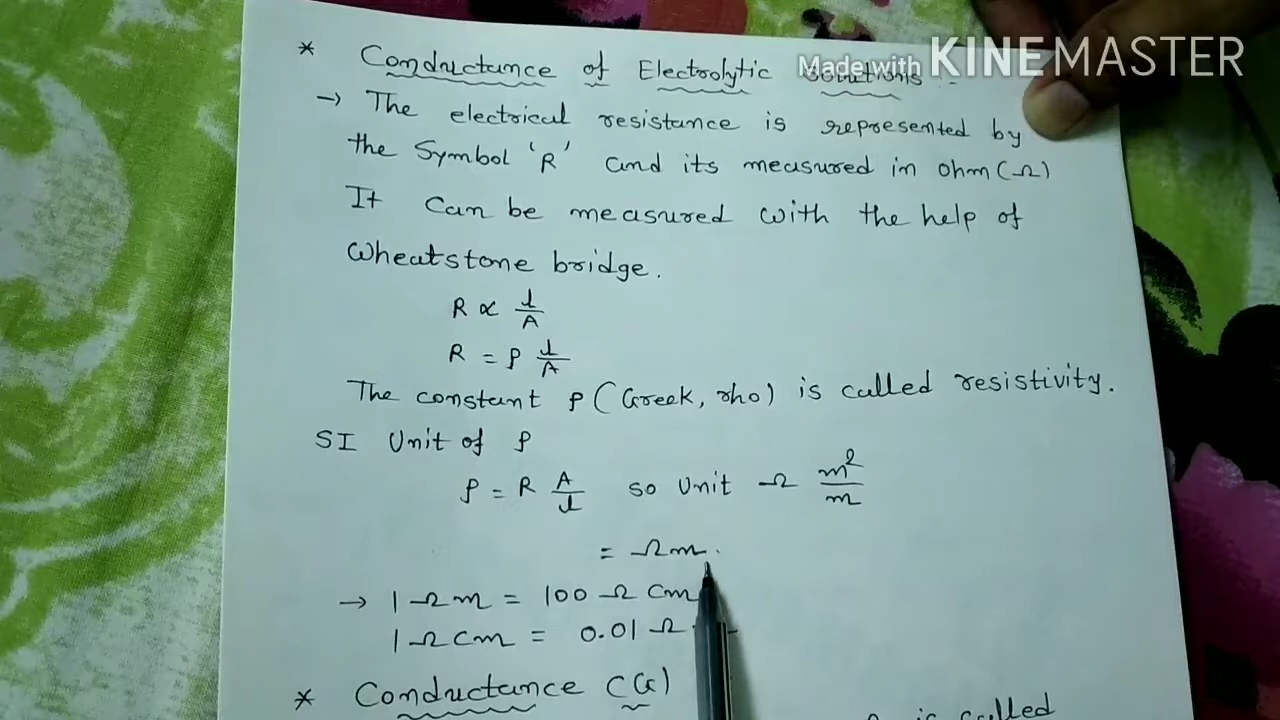 Made with KINEMASTER
* Conductance of Electrolytic Solutions :-
→ The electrical resistance is represented by
the Symbol 'R' and its measured in ohm (Ω)
It can be measured with the help of
Wheatstone bridge.
R ∝ l/A
R = ρ l/A
The constant ρ (Greek, rho) is called resistivity.
SI Unit of ρ
ρ = R A/l so Unit Ω m²/m
= Ωm.
→ 1 Ωm = 100 Ω cm
1 Ω cm = 0.01 Ω
* Conductance (G)
is called